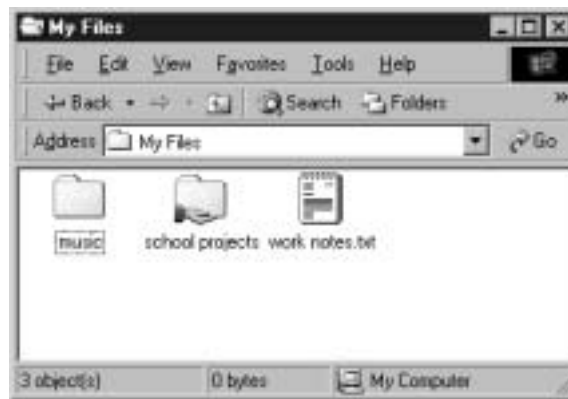 My Files
File Edit View Favorites Tools Help
Back Search Folders »
Address My Files Go
music school projects work notes.txt
3 object(s) 0 bytes My Computer